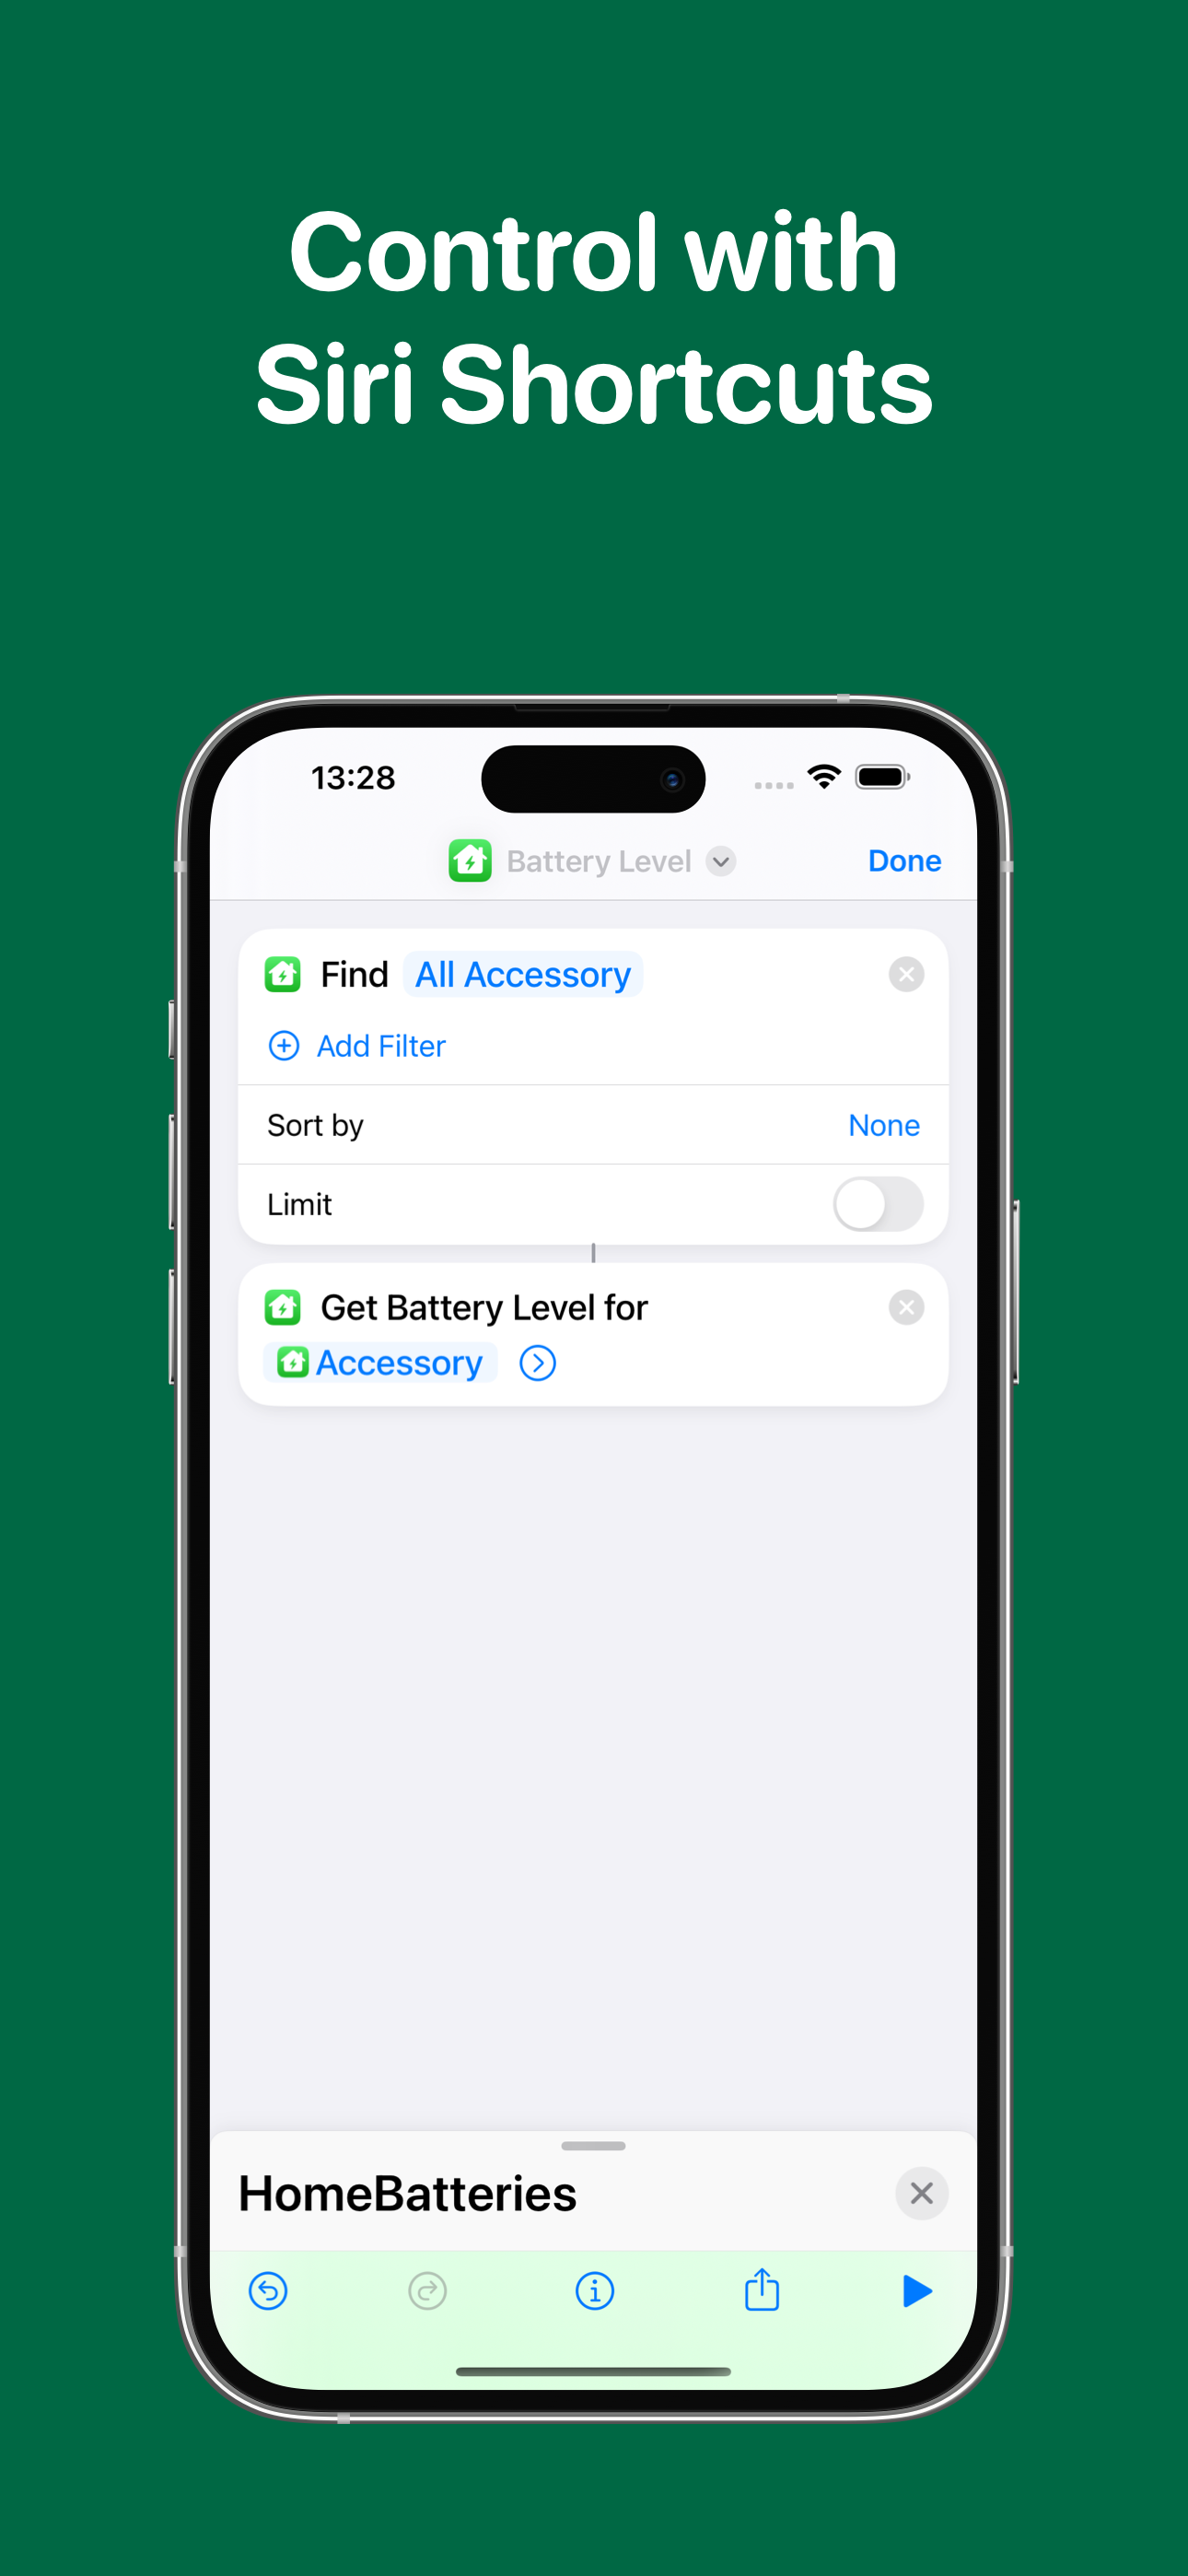 Control with
Siri Shortcuts
13:28
Battery Level
Done
Find All Accessory
Add Filter
Sort by None
Limit
Get Battery Level for
Accessory
HomeBatteries